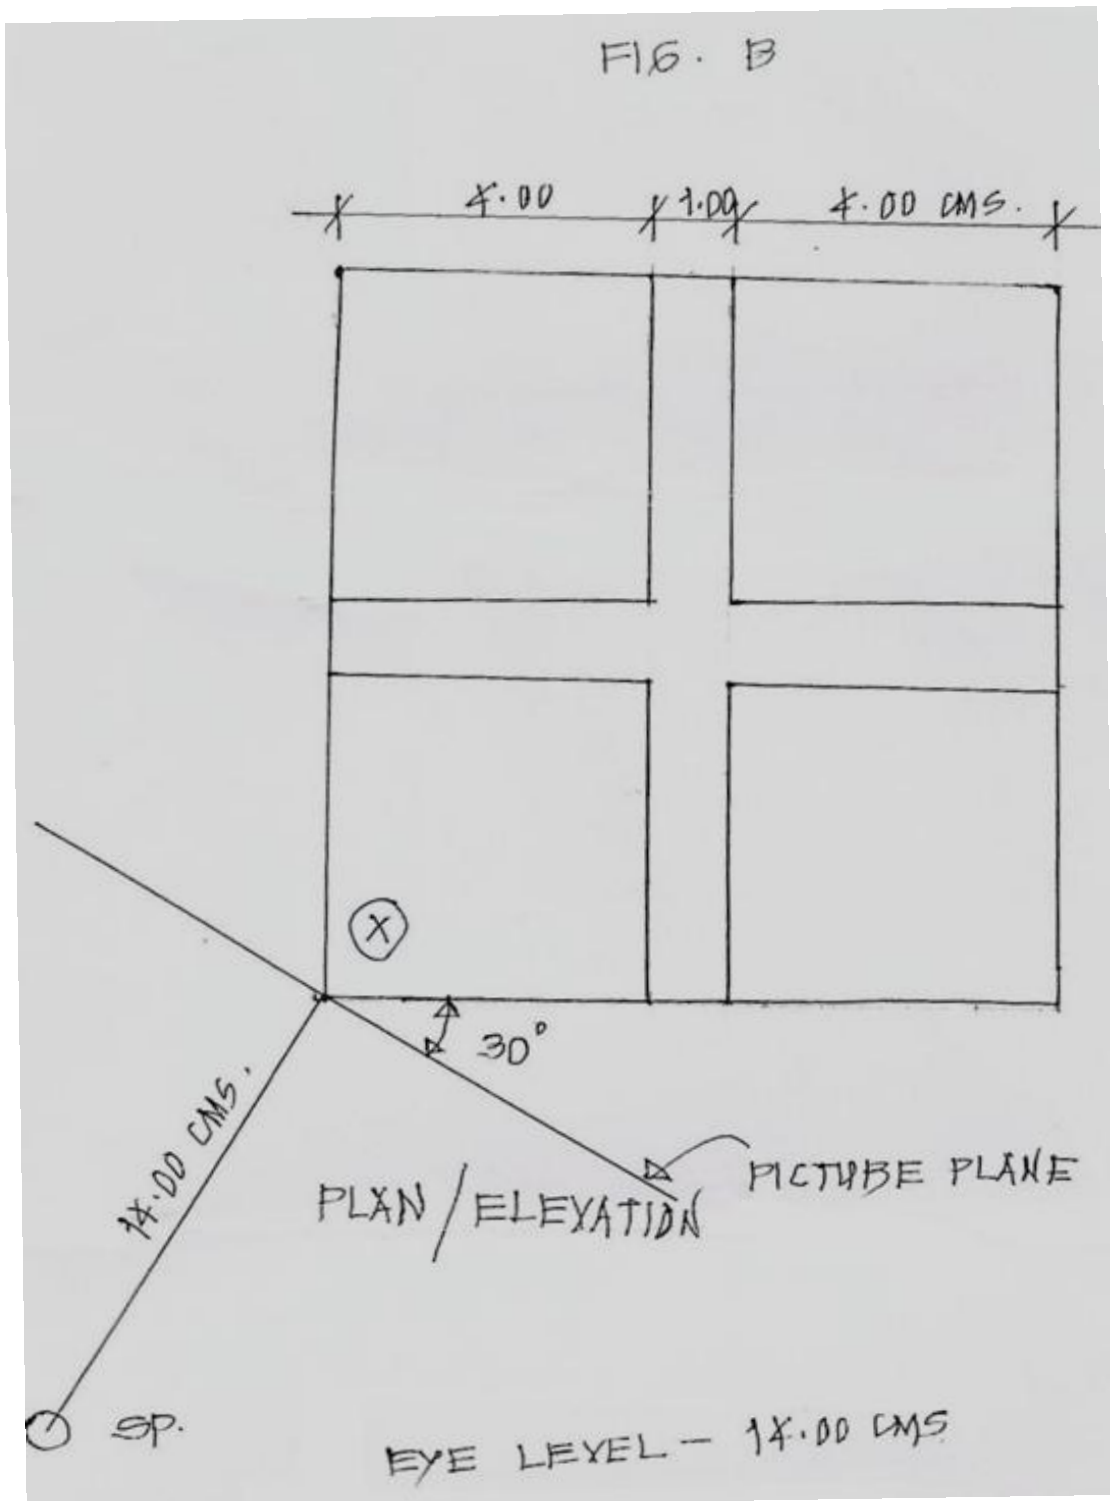 FIG. B
4.00 1.00 4.00 CMS.
X
30°
14.00 CMS.
PICTURE PLANE
PLAN / ELEVATION
SP.
EYE LEVEL - 14.00 CMS